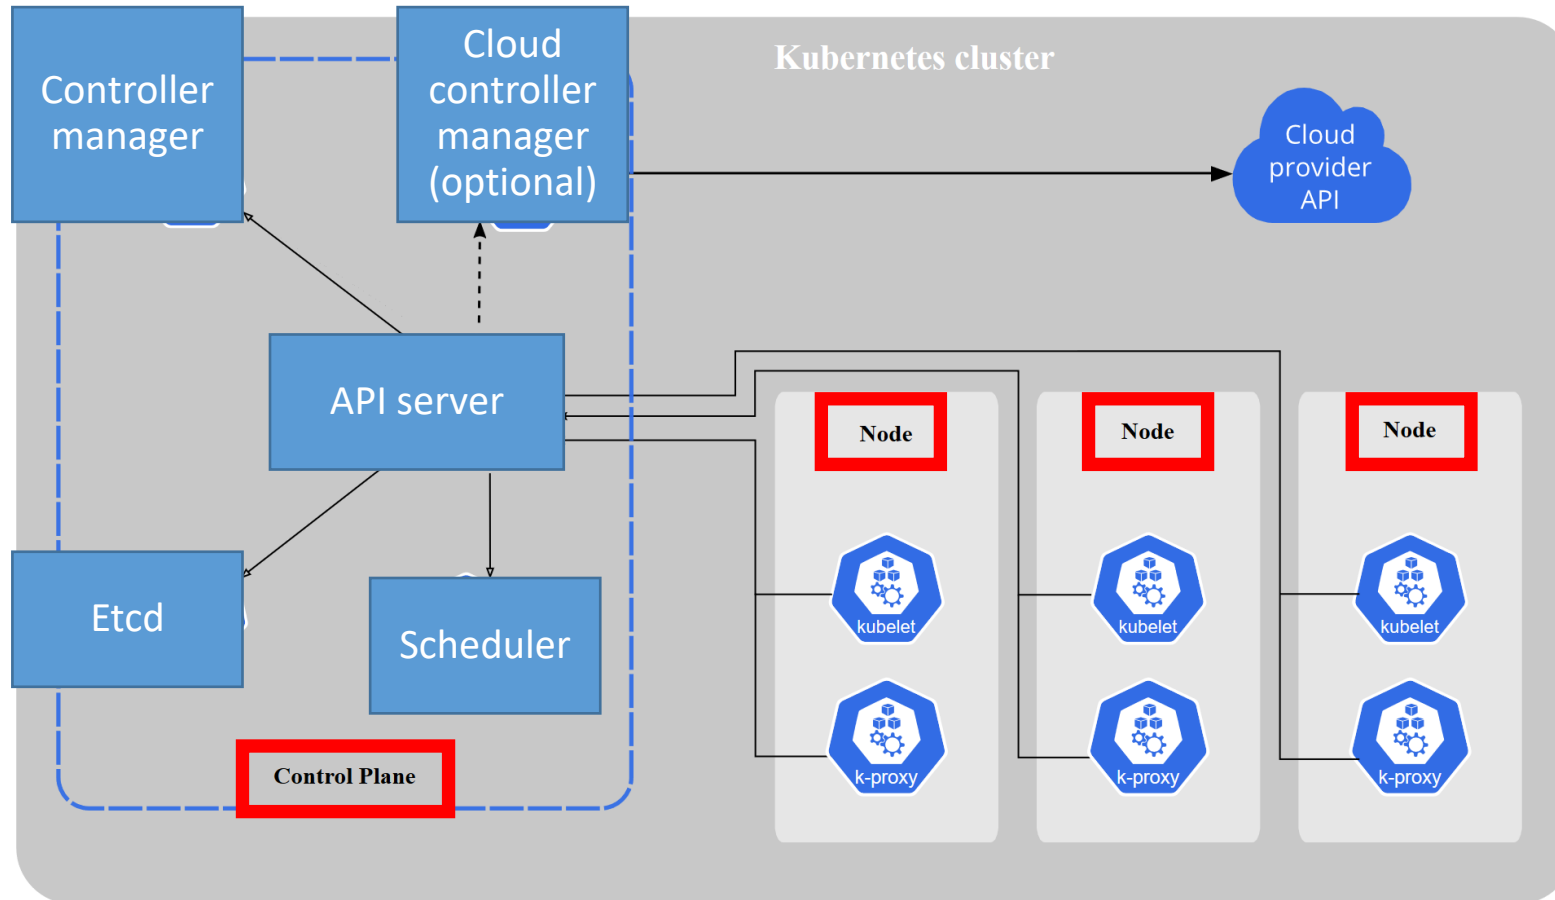 Controller
manager
Cloud
controller
manager
(optional)
Kubernetes cluster
Cloud
provider
API
API server
Node
Node
Node
Etcd
Scheduler
kubelet
kubelet
kubelet
k-proxy
k-proxy
k-proxy
Control Plane